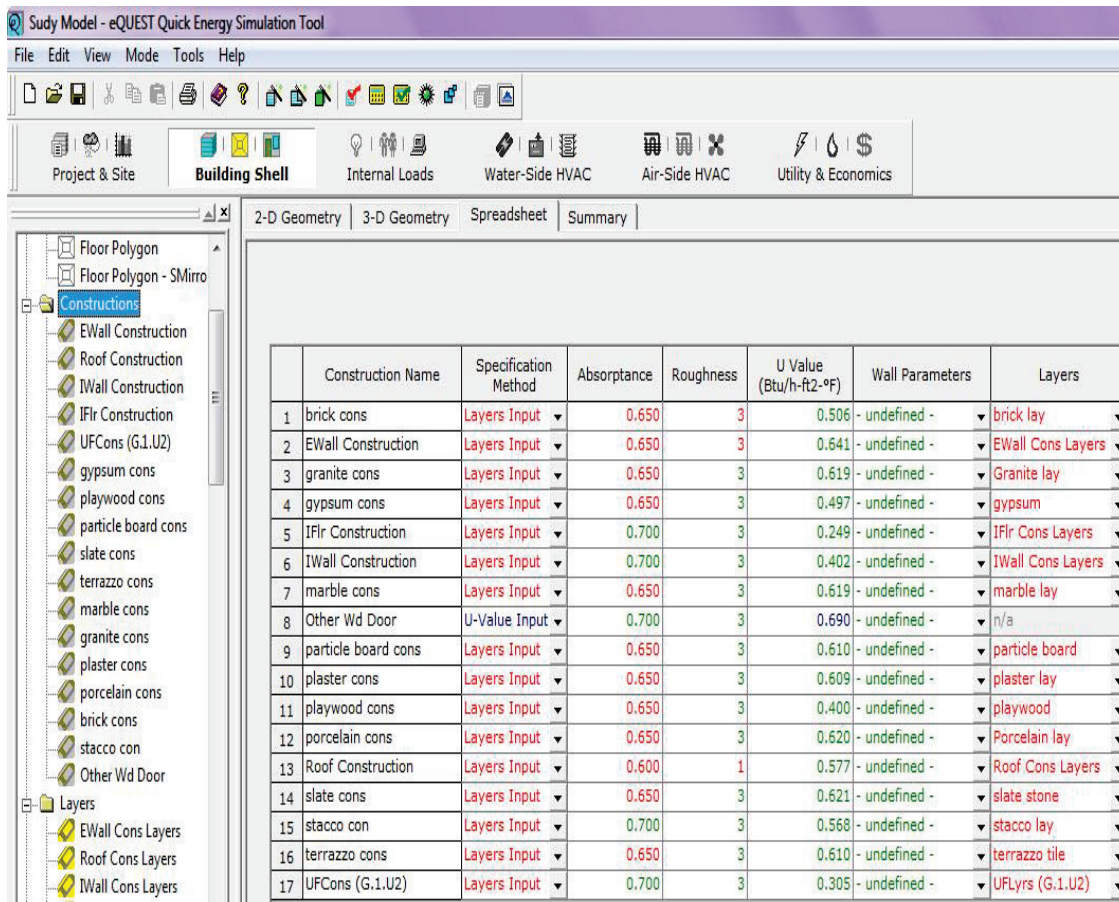 Sudy Model - eQUEST Quick Energy Simulation Tool
File Edit View Mode Tools Help
Project & Site Building Shell Internal Loads Water-Side HVAC Air-Side HVAC Utility & Economics
2-D Geometry 3-D Geometry Spreadsheet Summary
Floor Polygon
Floor Polygon - SMirro
Constructions
EWall Construction
Roof Construction
IWall Construction
IFlr Construction
UFCons (G.1.U2)
gypsum cons
playwood cons
particle board cons
slate cons
terrazzo cons
marble cons
granite cons
plaster cons
porcelain cons
brick cons
stacco con
Other Wd Door
Layers
EWall Cons Layers
Roof Cons Layers
IWall Cons Layers
Construction Name Specification Method Absorptance Roughness U Value (Btu/h-ft2-°F) Wall Parameters Layers
1 brick cons Layers Input 0.650 3 0.506 - undefined - brick lay
2 EWall Construction Layers Input 0.650 3 0.641 - undefined - EWall Cons Layers
3 granite cons Layers Input 0.650 3 0.619 - undefined - Granite lay
4 gypsum cons Layers Input 0.650 3 0.497 - undefined - gypsum
5 IFlr Construction Layers Input 0.700 3 0.249 - undefined - IFlr Cons Layers
6 IWall Construction Layers Input 0.700 3 0.402 - undefined - IWall Cons Layers
7 marble cons Layers Input 0.650 3 0.619 - undefined - marble lay
8 Other Wd Door U-Value Input 0.700 3 0.690 - undefined - n/a
9 particle board cons Layers Input 0.650 3 0.610 - undefined - particle board
10 plaster cons Layers Input 0.650 3 0.609 - undefined - plaster lay
11 playwood cons Layers Input 0.650 3 0.400 - undefined - playwood
12 porcelain cons Layers Input 0.650 3 0.620 - undefined - Porcelain lay
13 Roof Construction Layers Input 0.600 1 0.577 - undefined - Roof Cons Layers
14 slate cons Layers Input 0.650 3 0.621 - undefined - slate stone
15 stacco con Layers Input 0.700 3 0.568 - undefined - stacco lay
16 terrazzo cons Layers Input 0.650 3 0.610 - undefined - terrazzo tile
17 UFCons (G.1.U2) Layers Input 0.700 3 0.305 - undefined - UFLyrs (G.1.U2)